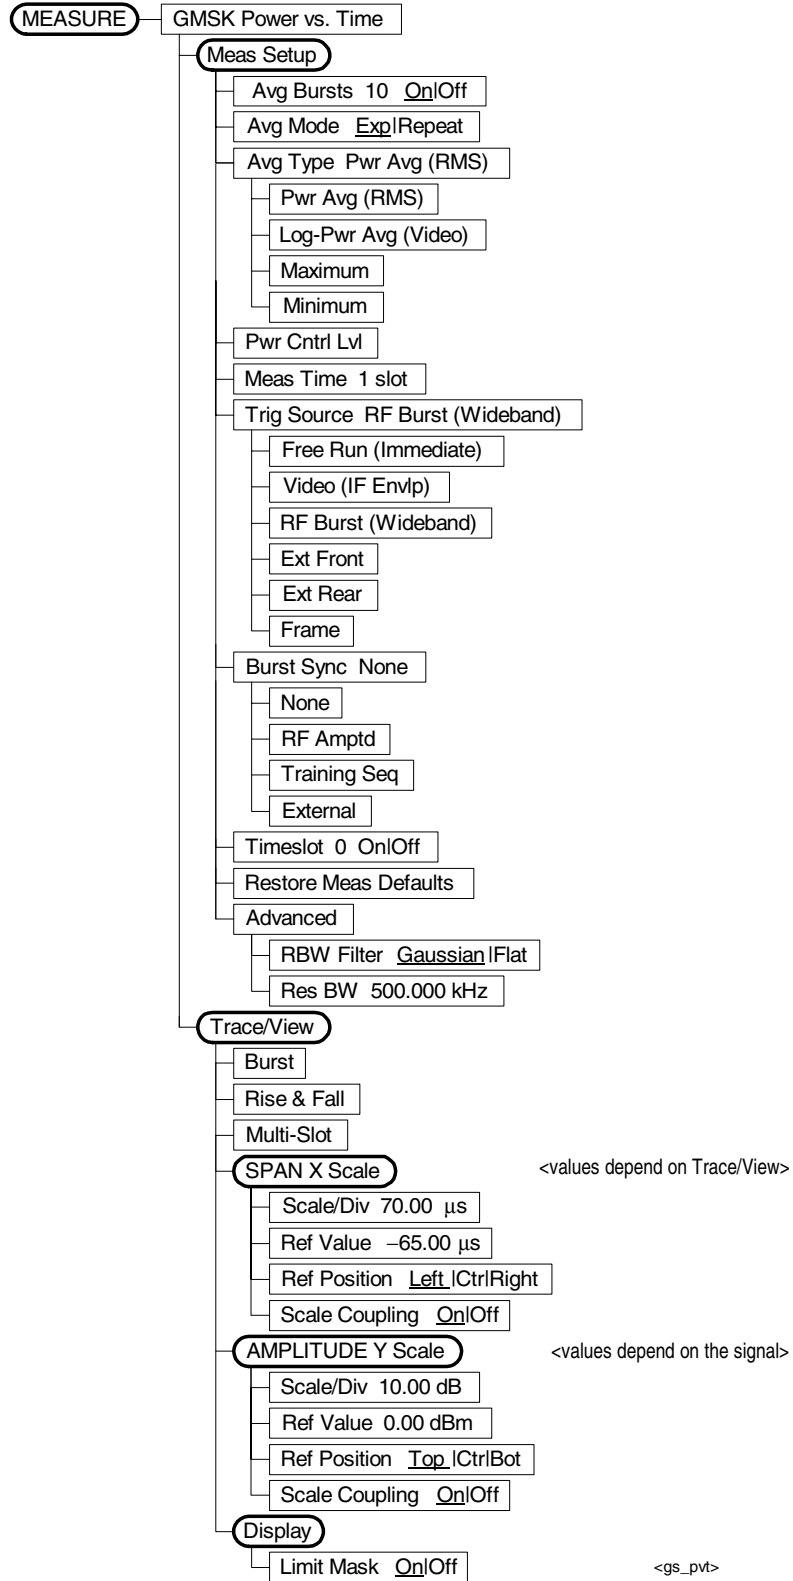 MEASURE GMSK Power vs. Time
Meas Setup
Avg Bursts 10 On|Off
Avg Mode Exp|Repeat
Avg Type Pwr Avg (RMS)
Pwr Avg (RMS)
Log-Pwr Avg (Video)
Maximum
Minimum
Pwr Cntrl Lvl
Meas Time 1 slot
Trig Source RF Burst (Wideband)
Free Run (Immediate)
Video (IF Envlp)
RF Burst (Wideband)
Ext Front
Ext Rear
Frame
Burst Sync None
None
RF Amptd
Training Seq
External
Timeslot 0 On|Off
Restore Meas Defaults
Advanced
RBW Filter Gaussian|Flat
Res BW 500.000 kHz
Trace/View
Burst
Rise & Fall
Multi-Slot
SPAN X Scale <values depend on Trace/View>
Scale/Div 70.00 μs
Ref Value −65.00 μs
Ref Position Left |Ctr|Right
Scale Coupling On|Off
AMPLITUDE Y Scale <values depend on the signal>
Scale/Div 10.00 dB
Ref Value 0.00 dBm
Ref Position Top |Ctr|Bot
Scale Coupling On|Off
Display
Limit Mask On|Off <gs_pvt>